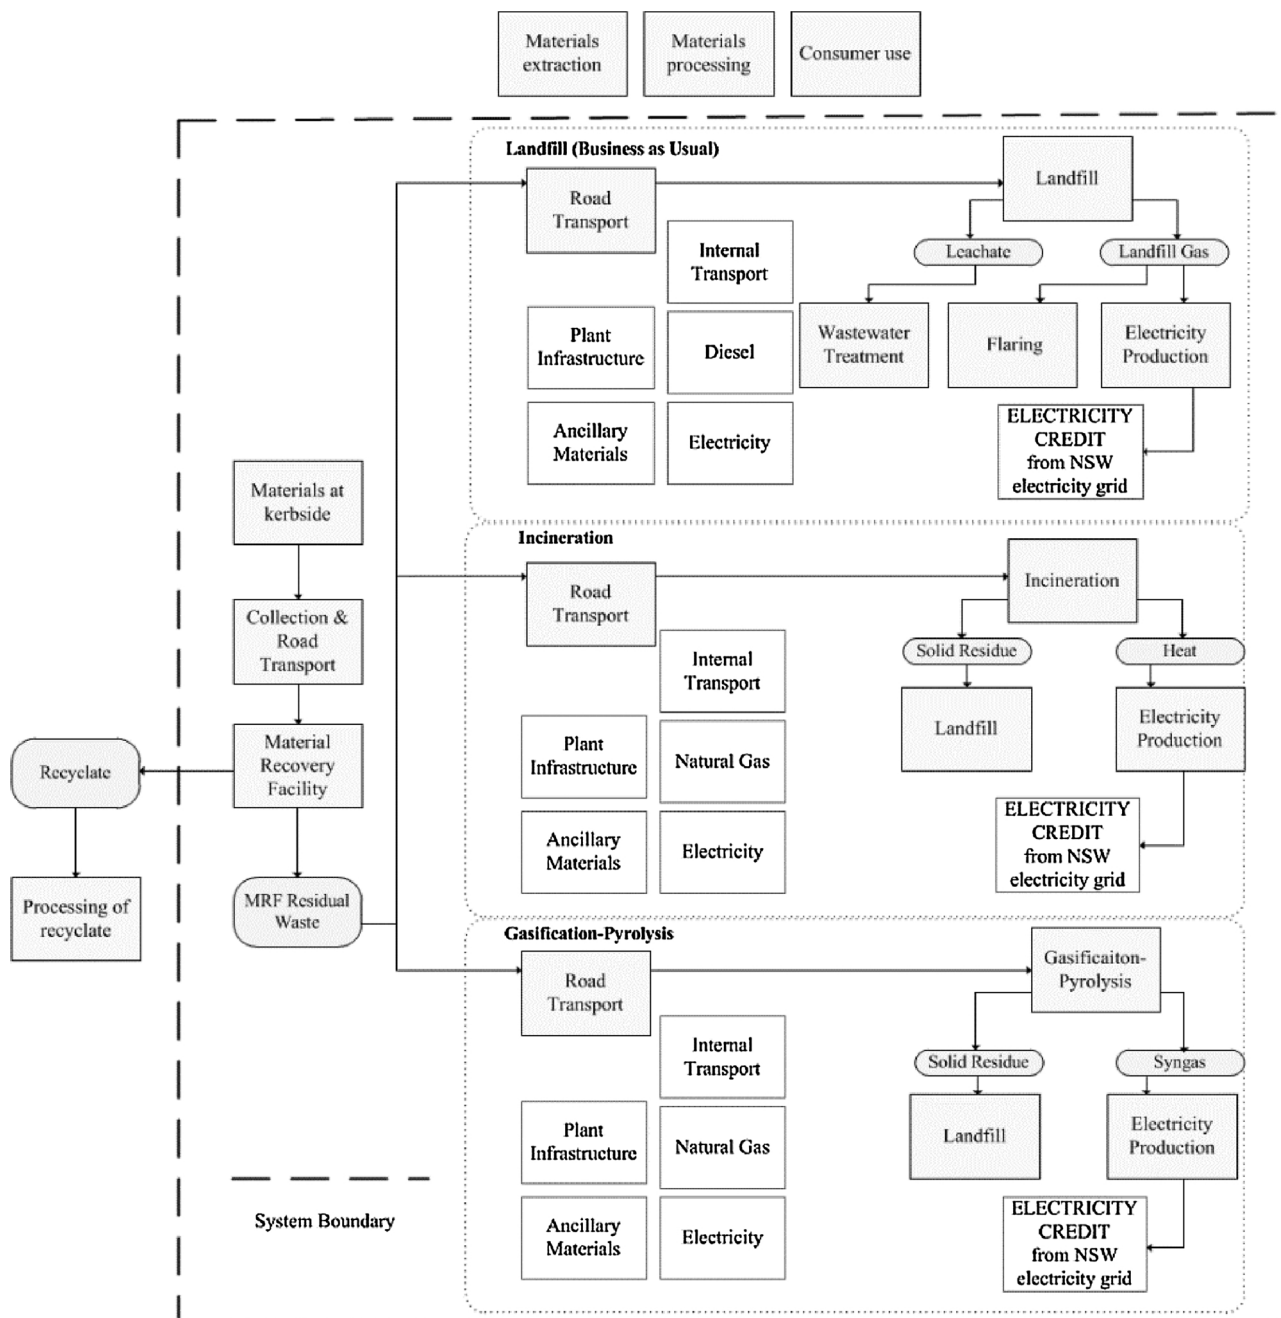 Materials
extraction
Materials
processing
Consumer use
Landfill (Business as Usual)
Road
Transport
Landfill
Internal
Transport
Leachate
Landfill Gas
Plant
Infrastructure
Diesel
Wastewater
Treatment
Flaring
Electricity
Production
Ancillary
Materials
Electricity
ELECTRICITY
CREDIT
from NSW
electricity grid
Materials at
kerbside
Collection &
Road
Transport
Material
Recovery
Facility
Recyclate
Processing of
recyclate
MRF Residual
Waste
Incineration
Road
Transport
Incineration
Internal
Transport
Solid Residue
Heat
Plant
Infrastructure
Natural Gas
Landfill
Electricity
Production
Ancillary
Materials
Electricity
ELECTRICITY
CREDIT
from NSW
electricity grid
Gasification-Pyrolysis
Road
Transport
Gasificaiton-
Pyrolysis
Internal
Transport
Solid Residue
Syngas
Plant
Infrastructure
Natural Gas
Landfill
Electricity
Production
Ancillary
Materials
Electricity
ELECTRICITY
CREDIT
from NSW
electricity grid
System Boundary